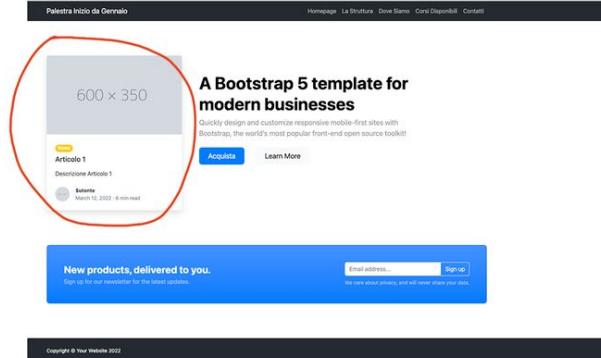 Palestra Inizio da Gennaio
Homepage La Struttura Dove Siamo Corsi Disponibili Contatti
600 × 350
Articolo 1
Descrizione Articolo 1
$utente
March 12, 2022 · 6 min read
A Bootstrap 5 template for
modern businesses
Quickly design and customize responsive mobile-first sites with
Bootstrap, the world's most popular front-end open source toolkit!
Acquista Learn More
New products, delivered to you.
Sign up for our newsletter for the latest updates.
Email address... Sign up
We care about privacy, and will never share your data.
Copyright © Your Website 2022